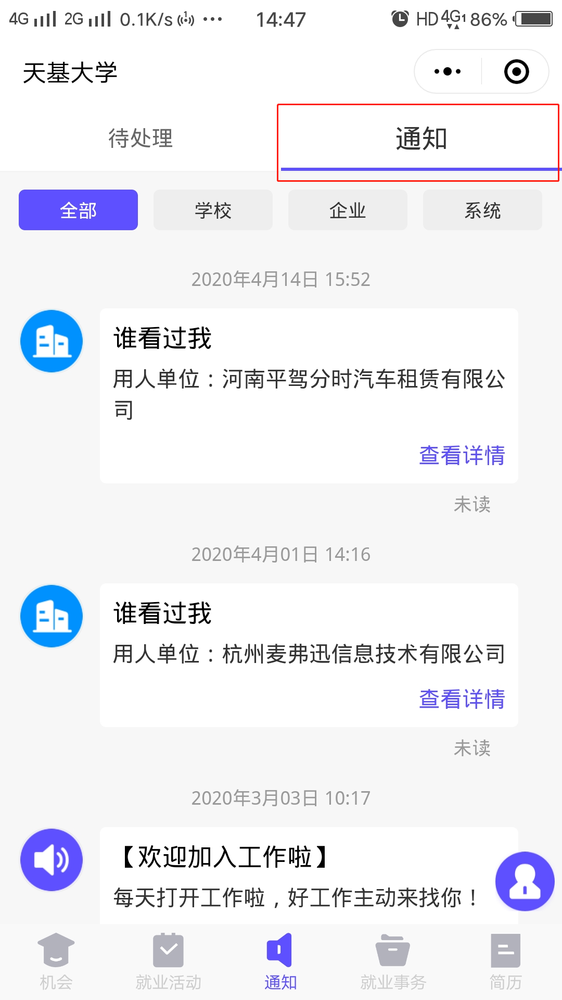 4G 2G 0.1K/s 1 ••• 14:47 HD 4G1 86%
天基大学
待处理 通知
全部 学校 企业 系统
2020年4月14日 15:52
谁看过我
用人单位：河南平驾分时汽车租赁有限公
司
查看详情
未读
2020年4月01日 14:16
谁看过我
用人单位：杭州麦弗迅信息技术有限公司
查看详情
未读
2020年3月03日 10:17
【欢迎加入工作啦】
每天打开工作啦，好工作主动来找你！
机会 就业活动 通知 就业事务 简历